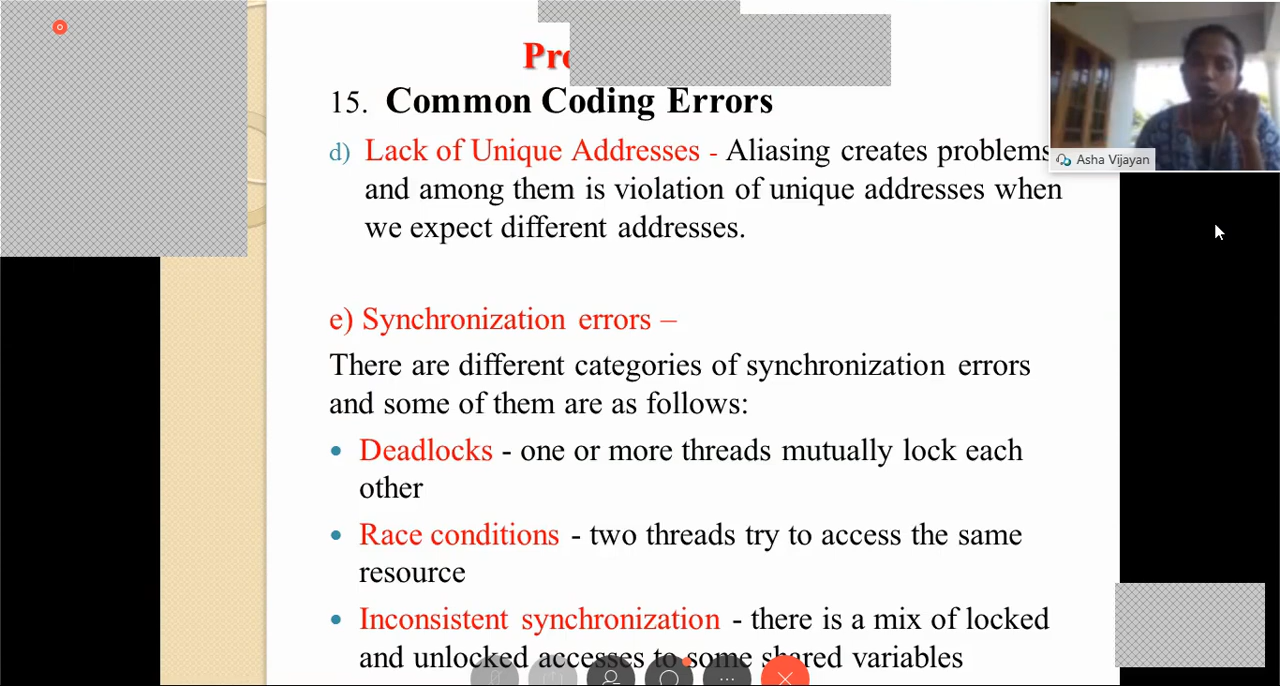 15. Common Coding Errors
d) Lack of Unique Addresses - Aliasing creates problems
and among them is violation of unique addresses when
we expect different addresses.
Asha Vijayan
e) Synchronization errors –
There are different categories of synchronization errors
and some of them are as follows:
• Deadlocks - one or more threads mutually lock each
other
• Race conditions - two threads try to access the same
resource
• Inconsistent synchronization - there is a mix of locked
and unlocked accesses to some shared variables